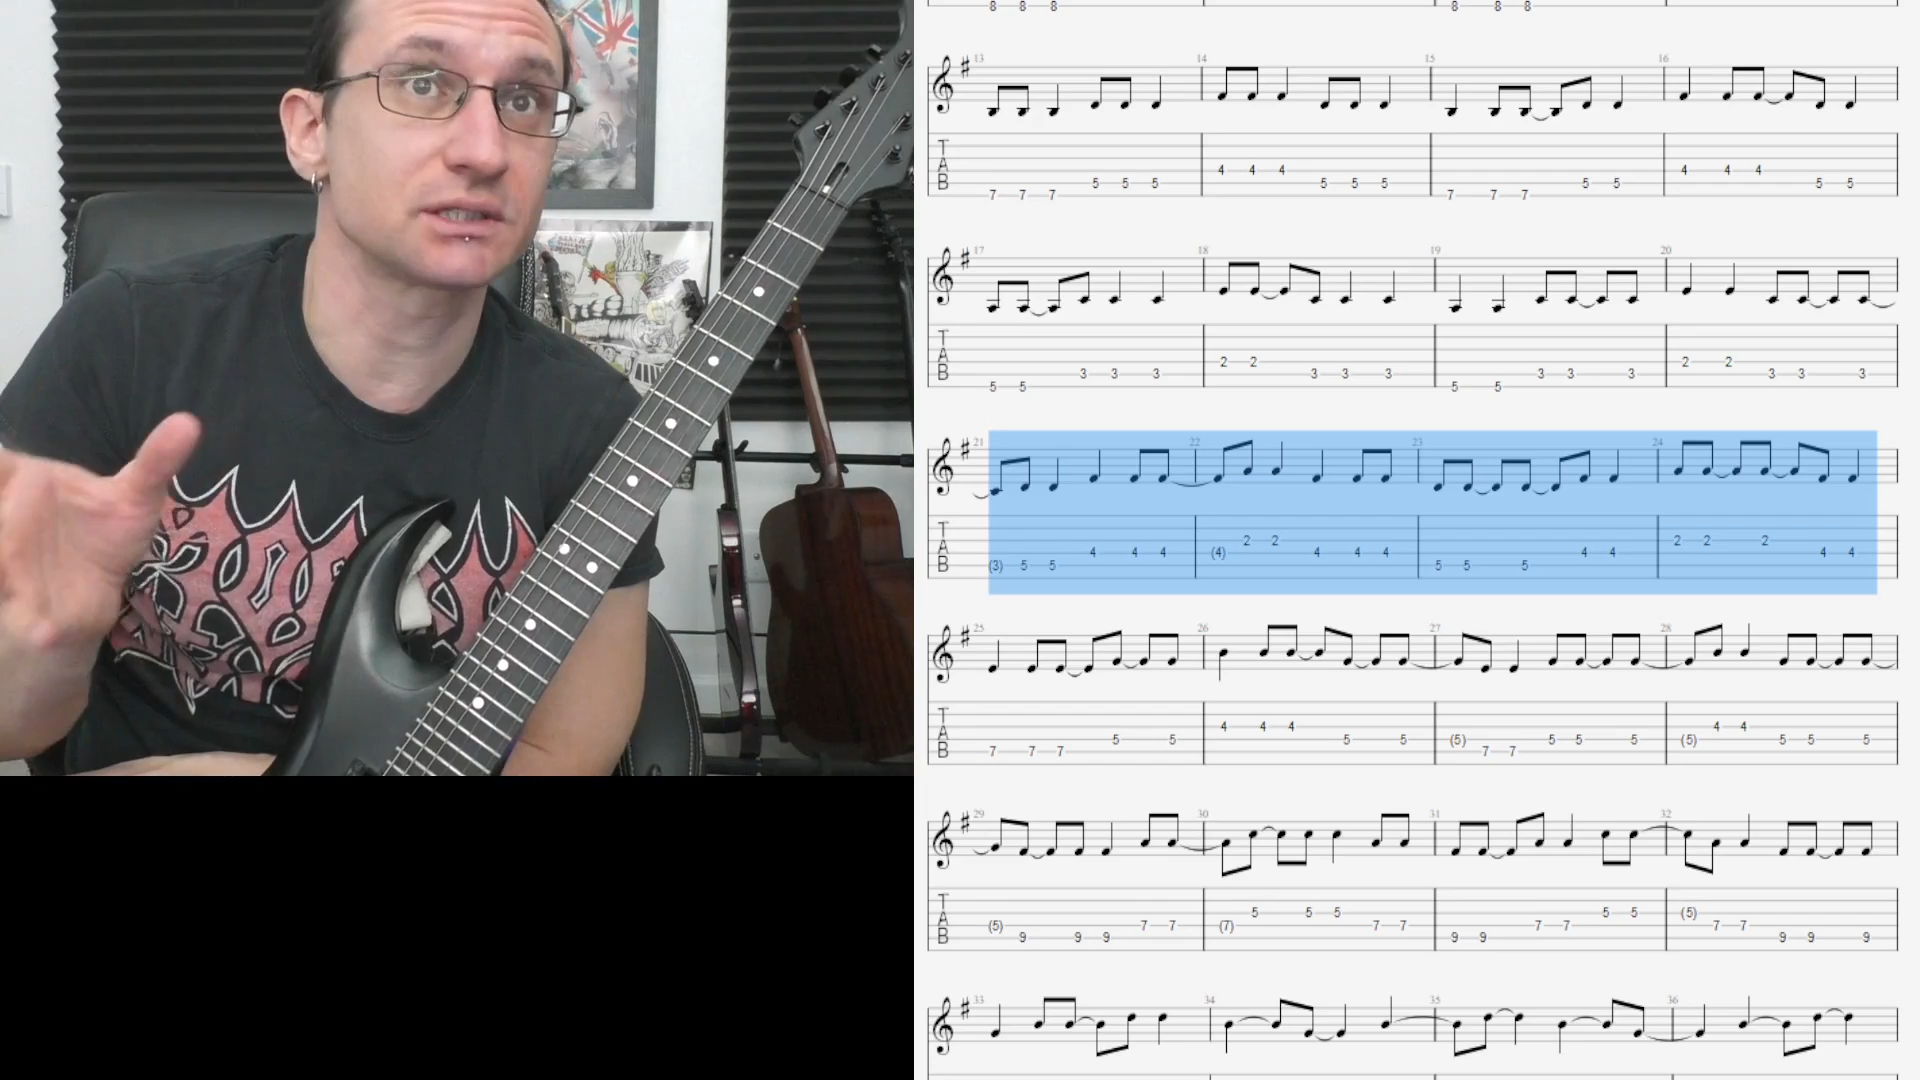 8 8 8 8 8 8
13 14 15 16
T
A 4 4 4 4 4 4
B 5 5 5 5 5 5 5 5 5 5
7 7 7 7 7 7
17 18 19 20
T
A 2 2 2 2
B 3 3 3 3 3 3 3 3 3 3 3 3
5 5 5 5
21 22 23 24
T
2 2 2 2 2
A 4 4 4 (4) 4 4 4 4 4 4 4
B (3) 5 5 5 5 5
25 26 27 28
T
4 4 4 4 4
A 5 5 5 5 (5) 5 5 5 (5) 5 5 5
B 7 7 7 7 7
29 30 31 32
T
5 5 5 5 5 (5)
A (5) 7 7 (7) 7 7 7 7 7 7
B 9 9 9 9 9 9 9 9
33 34 35 36